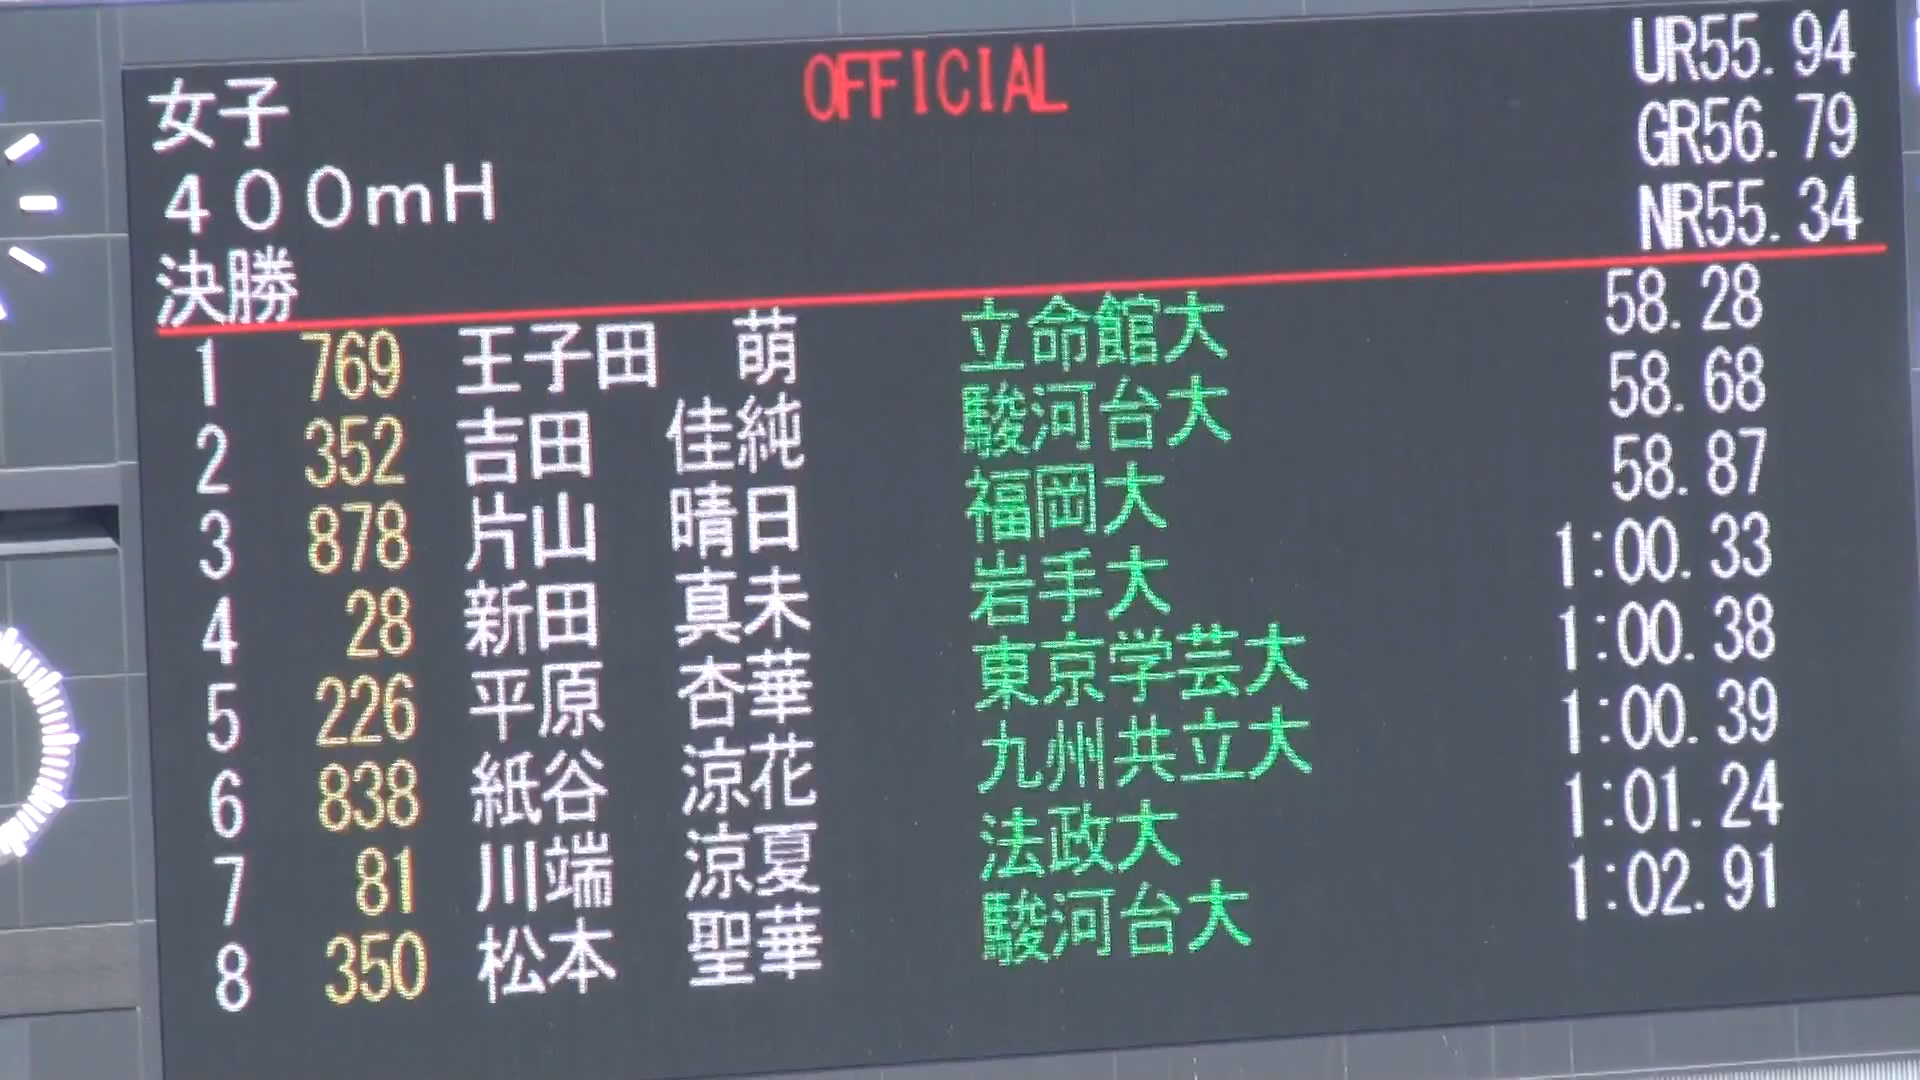 女子 OFFICIAL UR55.94
400mH GR56.79
決勝 NR55.34
1 769 王子田 萌 立命館大 58.28
2 352 吉田 佳純 駿河台大 58.68
3 878 片山 晴日 福岡大 58.87
4 28 新田 真未 岩手大 1:00.33
5 226 平原 杏華 東京学芸大 1:00.38
6 838 紙谷 涼花 九州共立大 1:00.39
7 81 川端 涼夏 法政大 1:01.24
8 350 松本 聖華 駿河台大 1:02.91